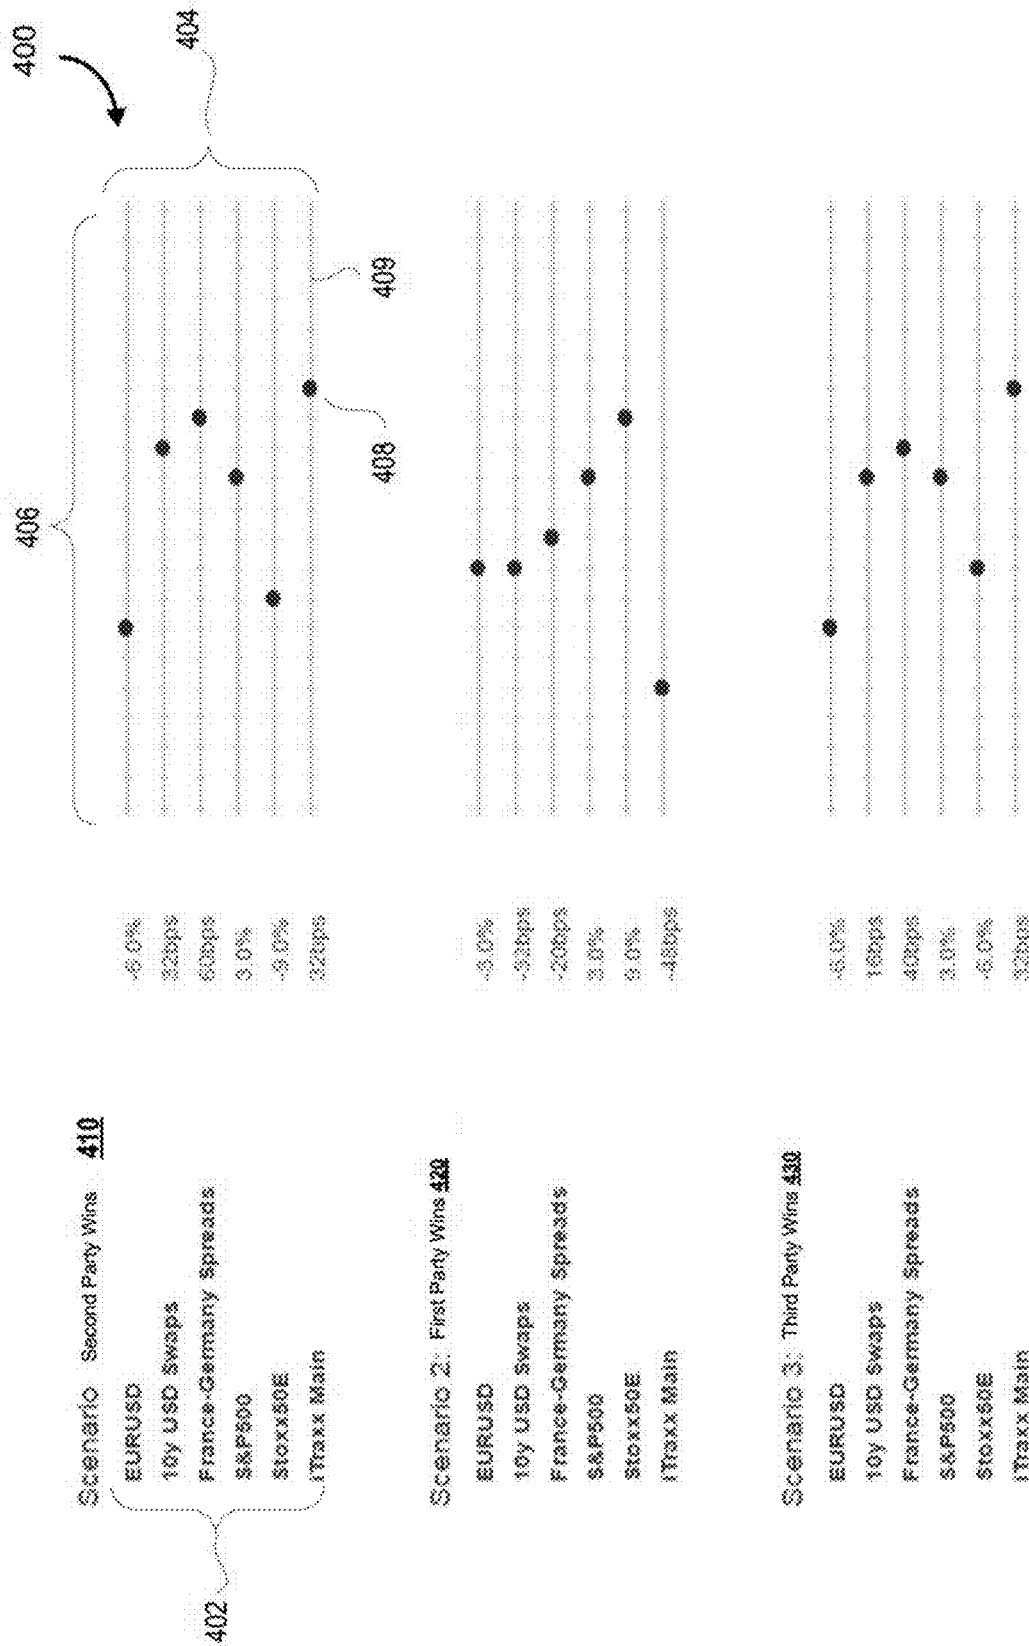 400
406
404
Scenario Second Party Wins 410
EURUSD -6.0%
10y USD Swaps 32bps
France-Germany Spreads 60bps
S&P500 3.0%
Stoxx50E -9.0%
iTraxx Main 32bps
402
408
409
Scenario 2: First Party Wins 420
EURUSD -3.0%
10y USD Swaps -32bps
France-Germany Spreads -20bps
S&P500 3.0%
Stoxx50E 9.0%
iTraxx Main -48bps
Scenario 3: Third Party Wins 430
EURUSD -6.0%
10y USD Swaps 16bps
France-Germany Spreads 40bps
S&P500 3.0%
Stoxx50E -6.0%
iTraxx Main 32bps